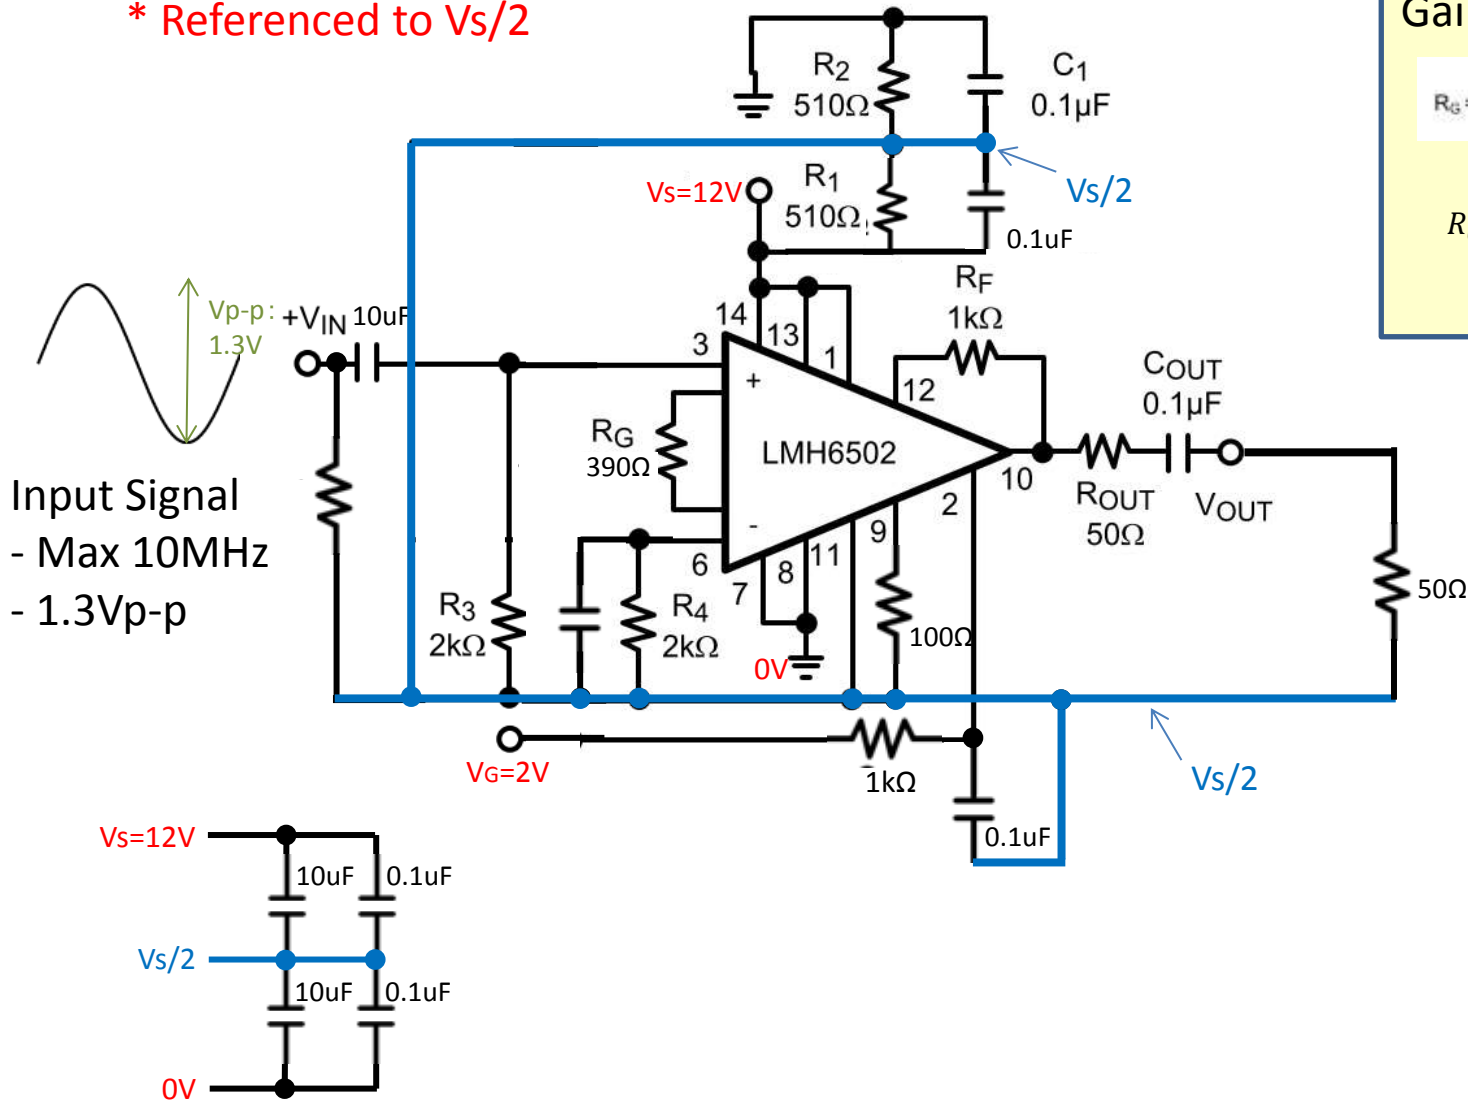 * Referenced to Vs/2
Gai
R_G =
R
R2
510Ω
C1
0.1µF
Vs/2
R1
510Ω
0.1uF
Vs=12V
RF
1kΩ
Vp-p:
1.3V
+VIN
10uF
14
13
1
3
12
+
COUT
0.1µF
RG
390Ω
LMH6502
10
2
ROUT
50Ω
VOUT
Input Signal
- Max 10MHz
- 1.3Vp-p
-
6
7
8
11
9
R3
2kΩ
R4
2kΩ
0V
100Ω
50Ω
VG=2V
1kΩ
Vs/2
0.1uF
Vs=12V
10uF
0.1uF
Vs/2
10uF
0.1uF
0V